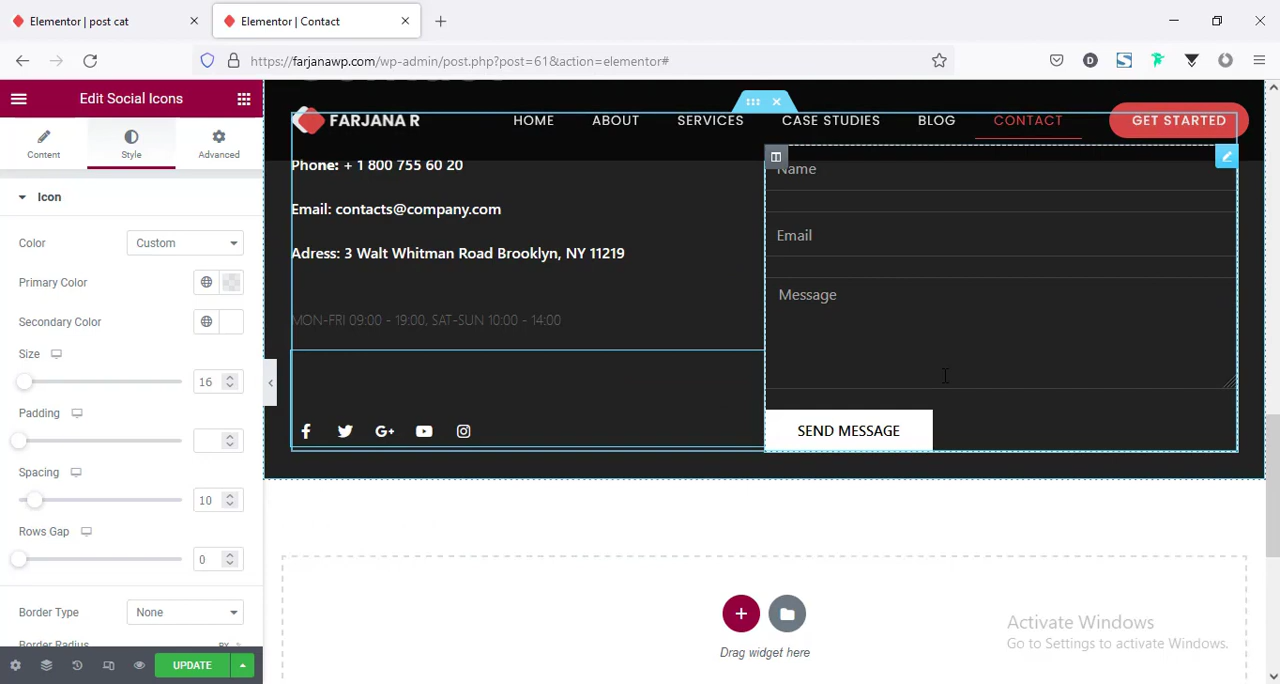 Elementor | post cat
Elementor | Contact
https://farjanawp.com/wp-admin/post.php?post=61&action=elementor#
Edit Social Icons
Content
Style
Advanced
Icon
Color
Custom
Primary Color
Secondary Color
Size
16
Padding
Spacing
10
Rows Gap
0
Border Type
None
UPDATE
FARJANA R
HOME
ABOUT
SERVICES
CASE STUDIES
BLOG
CONTACT
GET STARTED
Phone: + 1 800 755 60 20
Email: contacts@company.com
Adress: 3 Walt Whitman Road Brooklyn, NY 11219
MON-FRI 09:00 - 19:00, SAT-SUN 10:00 - 14:00
Name
Email
Message
SEND MESSAGE
Drag widget here
Activate Windows
Go to Settings to activate Windows.